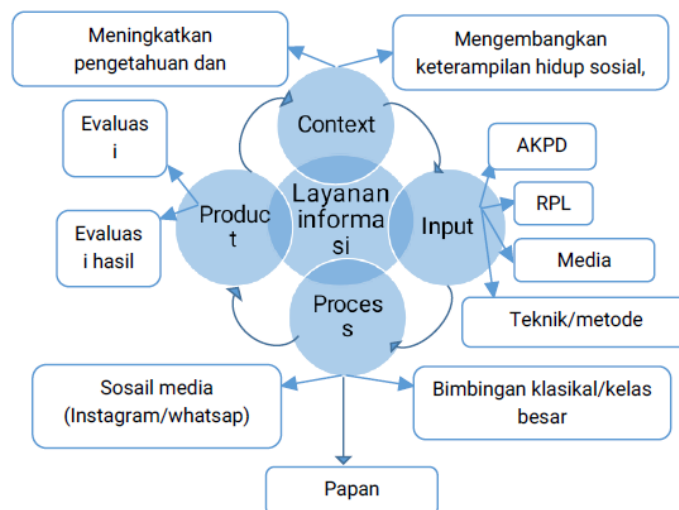 Meningkatkan
pengetahuan dan
Mengembangkan
keterampilan hidup sosial,
Context
Evaluas
i
AKPD
Layanan
informa
si
Produc
t
Input
RPL
Evaluas
i hasil
Media
Proces
s
Teknik/metode
Sosail media
(Instagram/whatsap)
Bimbingan klasikal/kelas
besar
Papan